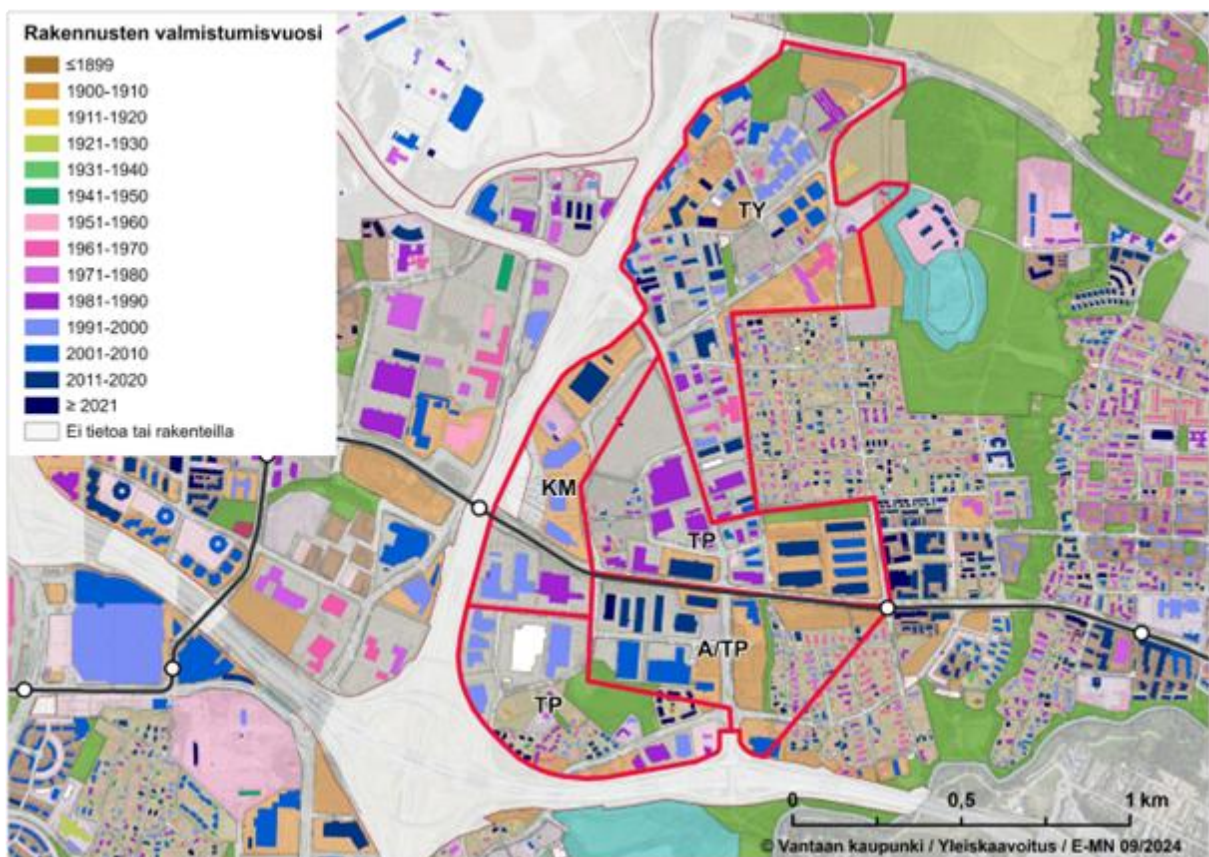 Rakennusten valmistumisvuosi
≤1899
1900-1910
1911-1920
1921-1930
1931-1940
1941-1950
1951-1960
1961-1970
1971-1980
1981-1990
1991-2000
2001-2010
2011-2020
≥ 2021
Ei tietoa tai rakenteilla
TY
KM
TP
A/TP
TP
0 0,5 1 km
© Vantaan kaupunki / Yleiskaavoitus / E-MN 09/2024